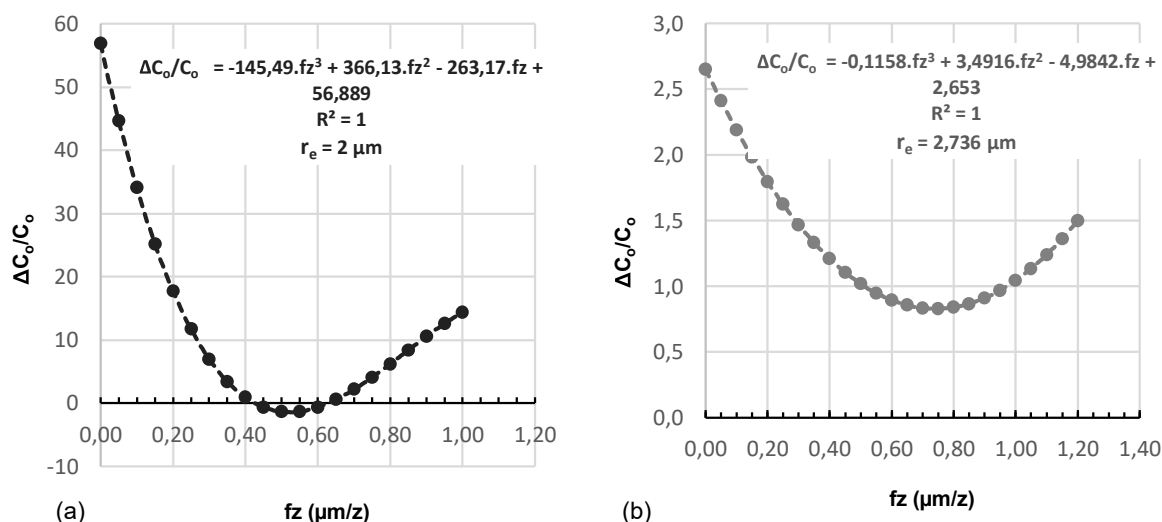 60
50
40
30
20
10
0
-10
ΔCₒ/Cₒ
ΔCₒ/Cₒ = -145,49.fz³ + 366,13.fz² - 263,17.fz +
56,889
R² = 1
rₑ = 2 µm
0,00 0,20 0,40 0,60 0,80 1,00 1,20
fz (µm/z)
(a)
3,0
2,5
2,0
1,5
1,0
0,5
0,0
ΔCₒ/Cₒ
ΔCₒ/Cₒ = -0,1158.fz³ + 3,4916.fz² - 4,9842.fz +
2,653
R² = 1
rₑ = 2,736 µm
0,00 0,20 0,40 0,60 0,80 1,00 1,20 1,40
fz (µm/z)
(b)